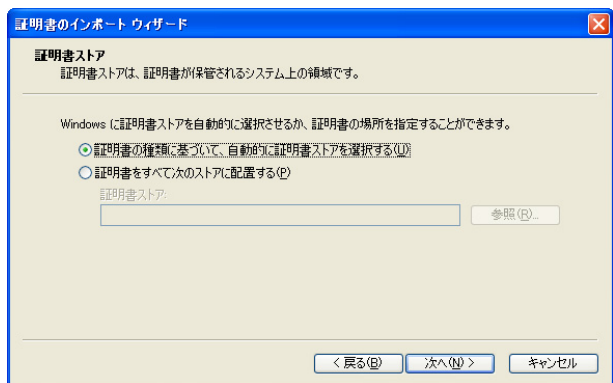 証明書のインポート ウィザード
証明書ストア
証明書ストアは、証明書が保管されるシステム上の領域です。
Windows に証明書ストアを自動的に選択させるか、証明書の場所を指定することができます。
証明書の種類に基づいて、自動的に証明書ストアを選択する(U)
証明書をすべて次のストアに配置する(P)
証明書ストア:
参照(R)...
< 戻る(B) 次へ(N) > キャンセル